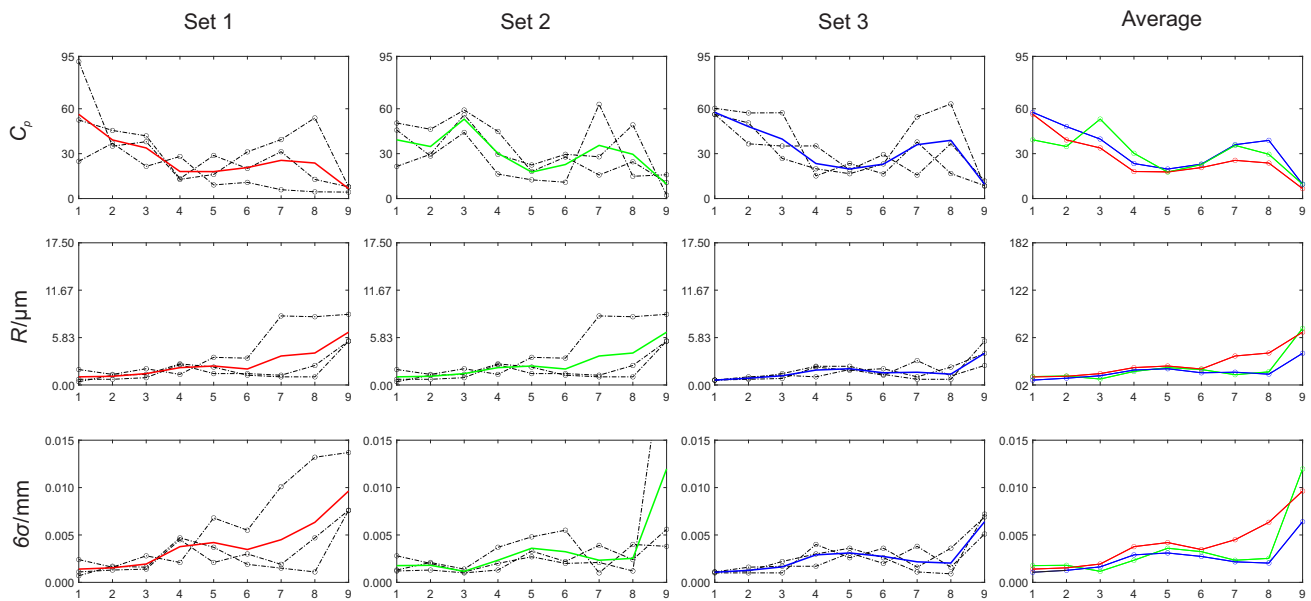 Set 1 Set 2 Set 3 Average
95 95 95 95
60 60 60 60
Cp
30 30 30 30
0 0 0 0
1 2 3 4 5 6 7 8 9 1 2 3 4 5 6 7 8 9 1 2 3 4 5 6 7 8 9 1 2 3 4 5 6 7 8 9
17.50 17.50 17.50 182
11.67 11.67 11.67 122
R/μm
5.83 5.83 5.83 62
0.00 0.00 0.00 02
1 2 3 4 5 6 7 8 9 1 2 3 4 5 6 7 8 9 1 2 3 4 5 6 7 8 9 1 2 3 4 5 6 7 8 9
0.015 0.015 0.015 0.015
0.010 0.010 0.010 0.010
6σ/mm
0.005 0.005 0.005 0.005
0.000 0.000 0.000 0.000
1 2 3 4 5 6 7 8 9 1 2 3 4 5 6 7 8 9 1 2 3 4 5 6 7 8 9 1 2 3 4 5 6 7 8 9